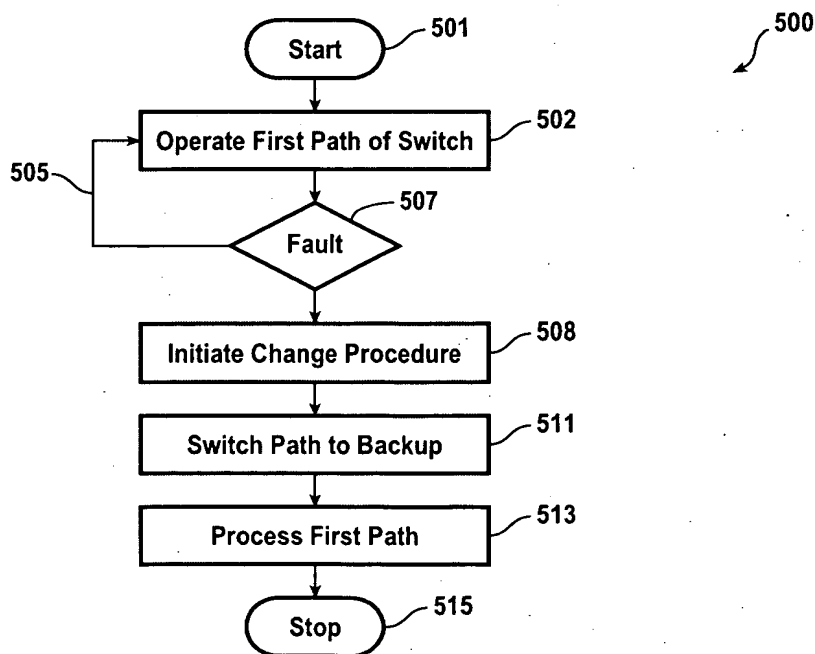 Start
501
500
Operate First Path of Switch
502
505
507
Fault
Initiate Change Procedure
508
Switch Path to Backup
511
Process First Path
513
Stop
515